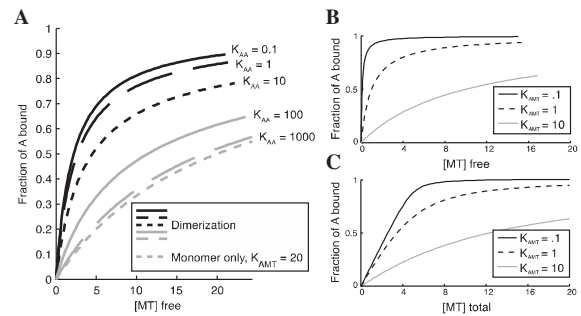 A
Fraction of A bound
0.9
0.8
0.7
0.6
0.5
0.4
0.3
0.2
0.1
0
0 5 10 15 20
[MT] free
K_AA = 0.1
K_AA = 1
K_AA = 10
K_AA = 100
K_AA = 1000
Dimerization
Monomer only, K_AMT = 20
B
Fraction of A bound
1
0.5
0
0 4 8 12 16 20
[MT] free
K_AMT = .1
K_AMT = 1
K_AMT = 10
C
Fraction of A bound
1
0.5
0
0 4 8 12 16 20
[MT] total
K_AMT = .1
K_AMT = 1
K_AMT = 10